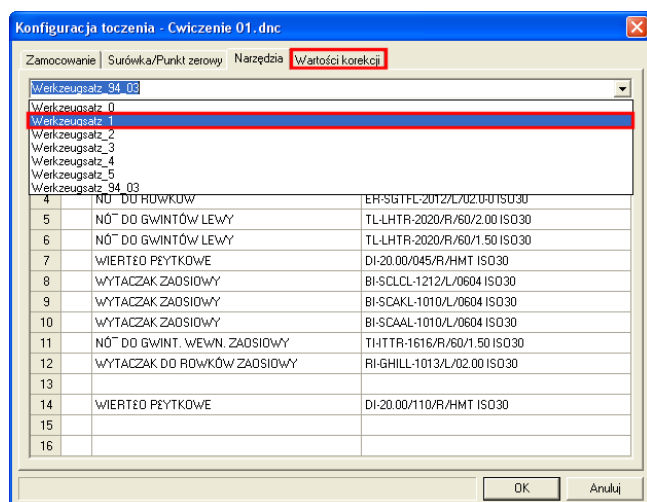 Konfiguracja toczenia - Cwiczenie 01.dnc
Zamocowanie Surówka/Punkt zerowy Narzędzia Wartości korekcji
Werkzeugsatz_94_03
Werkzeugsatz_0
Werkzeugsatz_1
Werkzeugsatz_2
Werkzeugsatz_3
Werkzeugsatz_4
Werkzeugsatz_5
Werkzeugsatz_94_03
4 NÓ¯ DO ROWKÓW ER-SGTFL-2012/L/02.0-0 ISO30
5 NÓ¯ DO GWINTÓW LEWY TL-LHTR-2020/R/60/2.00 ISO30
6 NÓ¯ DO GWINTÓW LEWY TL-LHTR-2020/R/60/1.50 ISO30
7 WIERT£O P£YTKOWE DI-20.00/045/R/HMT ISO30
8 WYTACZAK ZAOSIOWY BI-SCLCL-1212/L/0604 ISO30
9 WYTACZAK ZAOSIOWY BI-SCAKL-1010/L/0604 ISO30
10 WYTACZAK ZAOSIOWY BI-SCAAL-1010/L/0604 ISO30
11 NÓ¯ DO GWINT. WEWN. ZAOSIOWY TI-ITTR-1616/R/60/1.50 ISO30
12 WYTACZAK DO ROWKÓW ZAOSIOWY RI-GHILL-1013/L/02.00 ISO30
13
14 WIERT£O P£YTKOWE DI-20.00/110/R/HMT ISO30
15
16
OK Anuluj